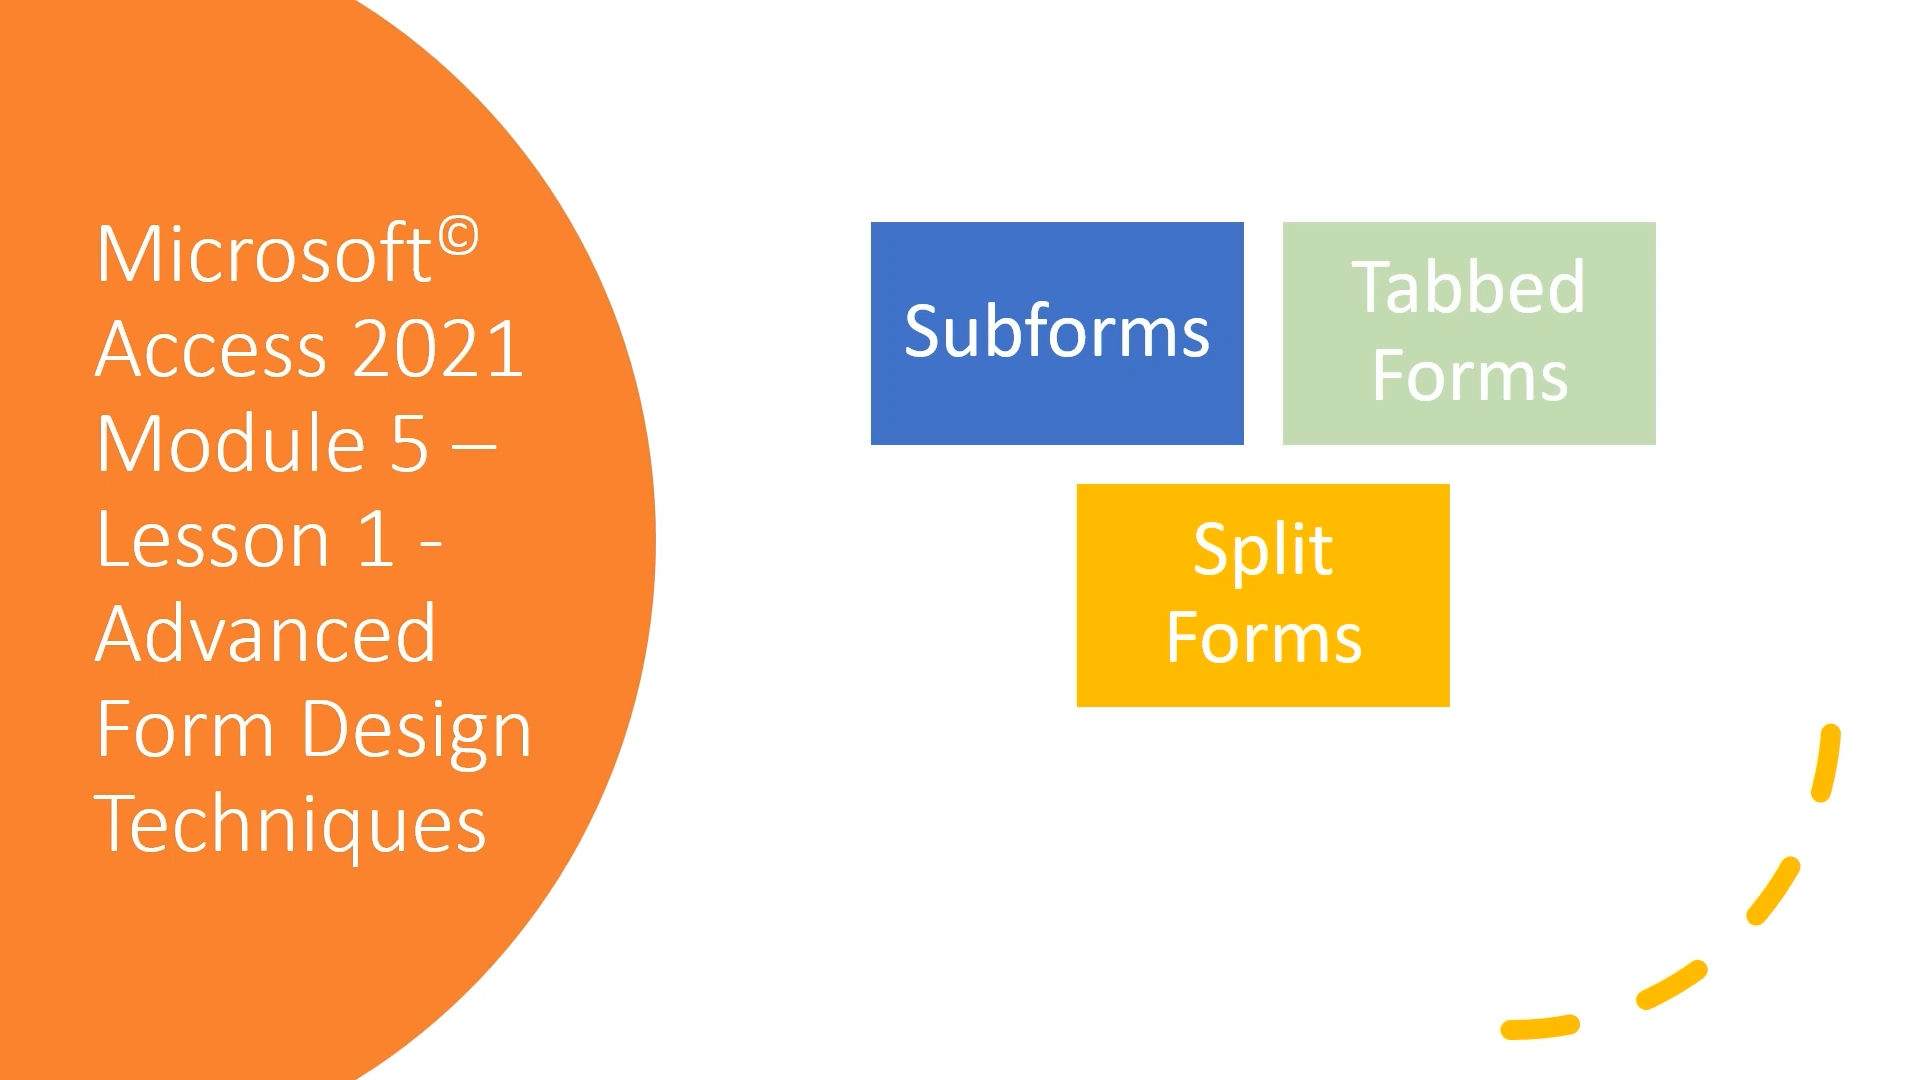 Microsoft©
Access 2021
Module 5 –
Lesson 1 -
Advanced
Form Design
Techniques
Subforms
Tabbed
Forms
Split
Forms